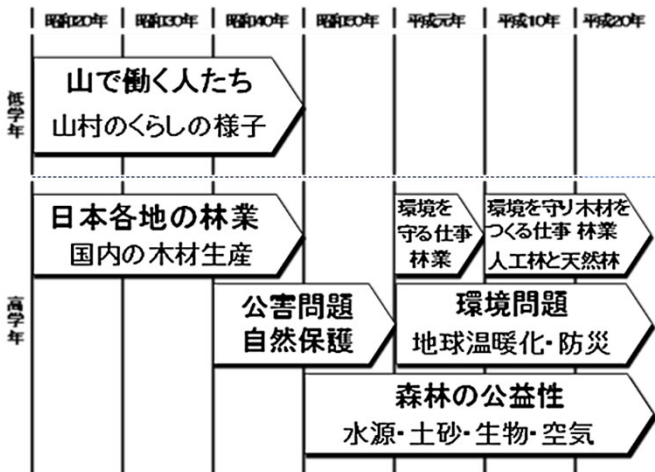 昭和20年 昭和30年 昭和40年 昭和50年 平成元年 平成10年 平成20年
低学年
山で働く人たち
山村のくらしの様子
高学年
日本各地の林業
国内の木材生産
環境を
守る仕事
林業
環境を守り木材を
つくる仕事 林業
人工林と天然林
公害問題
自然保護
環境問題
地球温暖化・防災
森林の公益性
水源・土砂・生物・空気